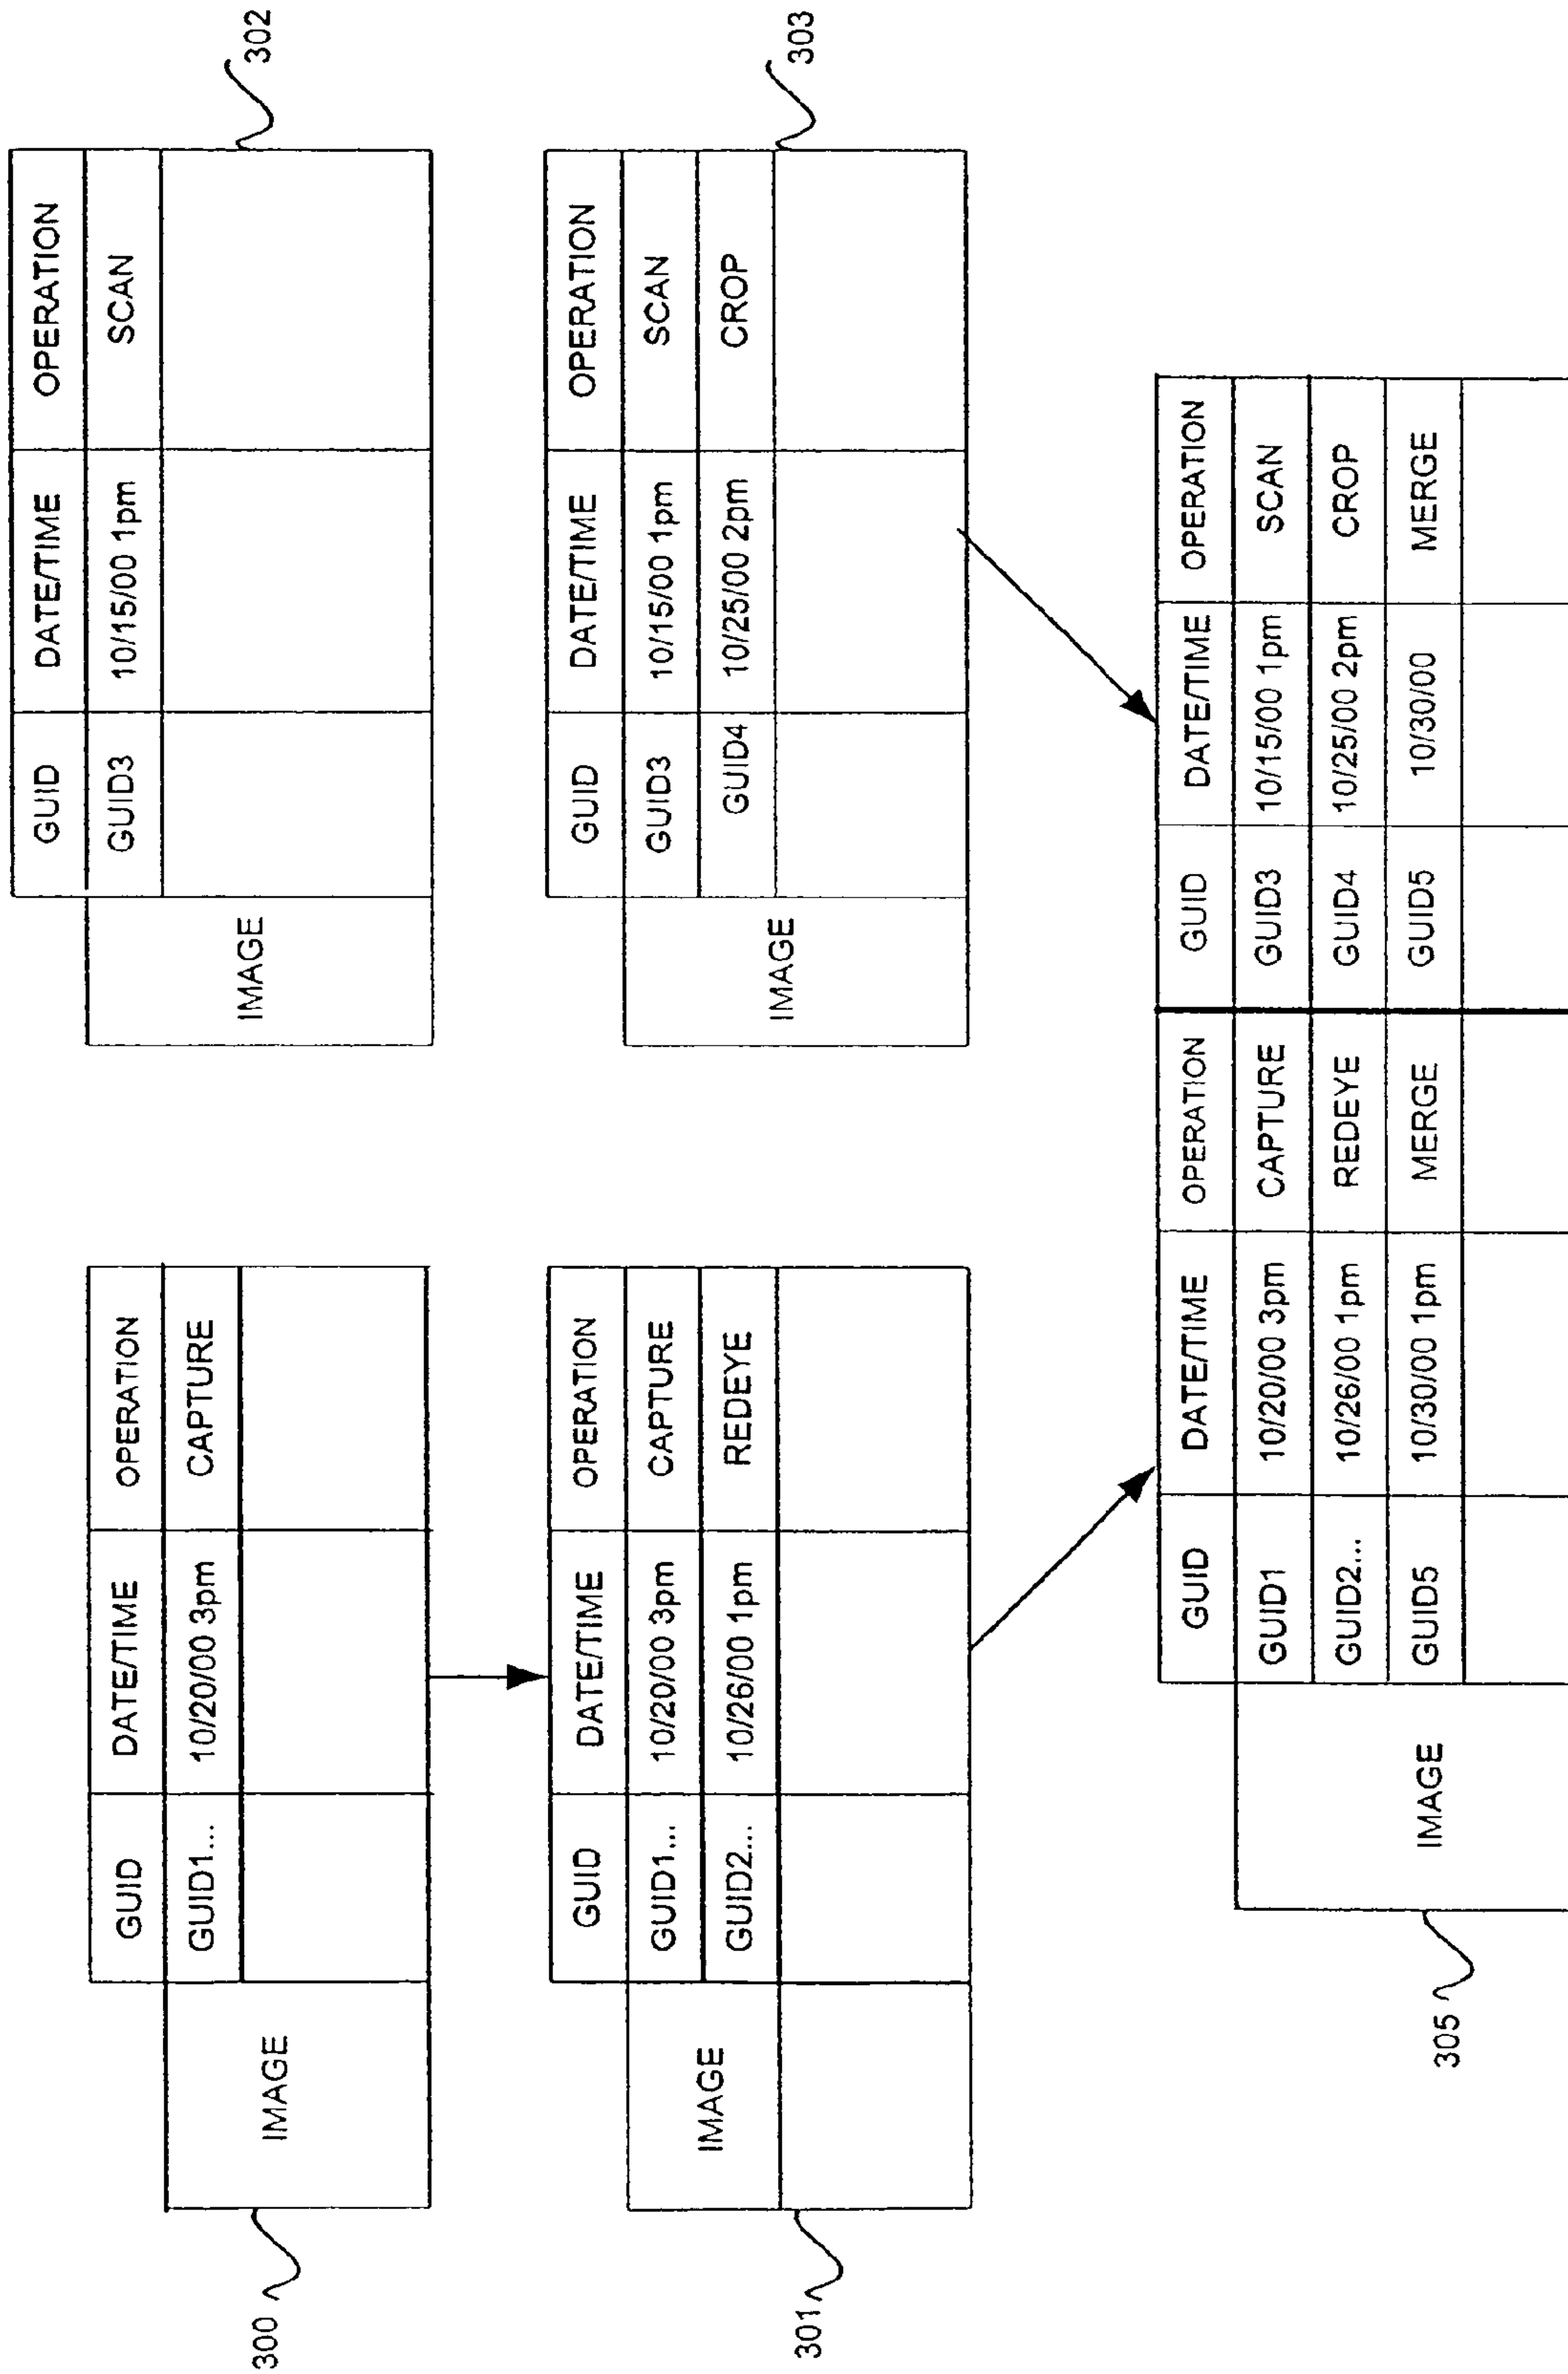 300
IMAGE
GUID DATE/TIME OPERATION
GUID1... 10/20/00 3pm CAPTURE
IMAGE
GUID DATE/TIME OPERATION
GUID3 10/15/00 1pm SCAN
302
301
IMAGE
GUID DATE/TIME OPERATION
GUID1... 10/20/00 3pm CAPTURE
GUID2... 10/26/00 1pm REDEYE
IMAGE
GUID DATE/TIME OPERATION
GUID3 10/15/00 1pm SCAN
GUID4 10/25/00 2pm CROP
303
305
IMAGE
GUID DATE/TIME OPERATION GUID DATE/TIME OPERATION
GUID1 10/20/00 3pm CAPTURE GUID3 10/15/00 1pm SCAN
GUID2... 10/26/00 1pm REDEYE GUID4 10/25/00 2pm CROP
GUID5 10/30/00 1pm MERGE GUID5 10/30/00 MERGE